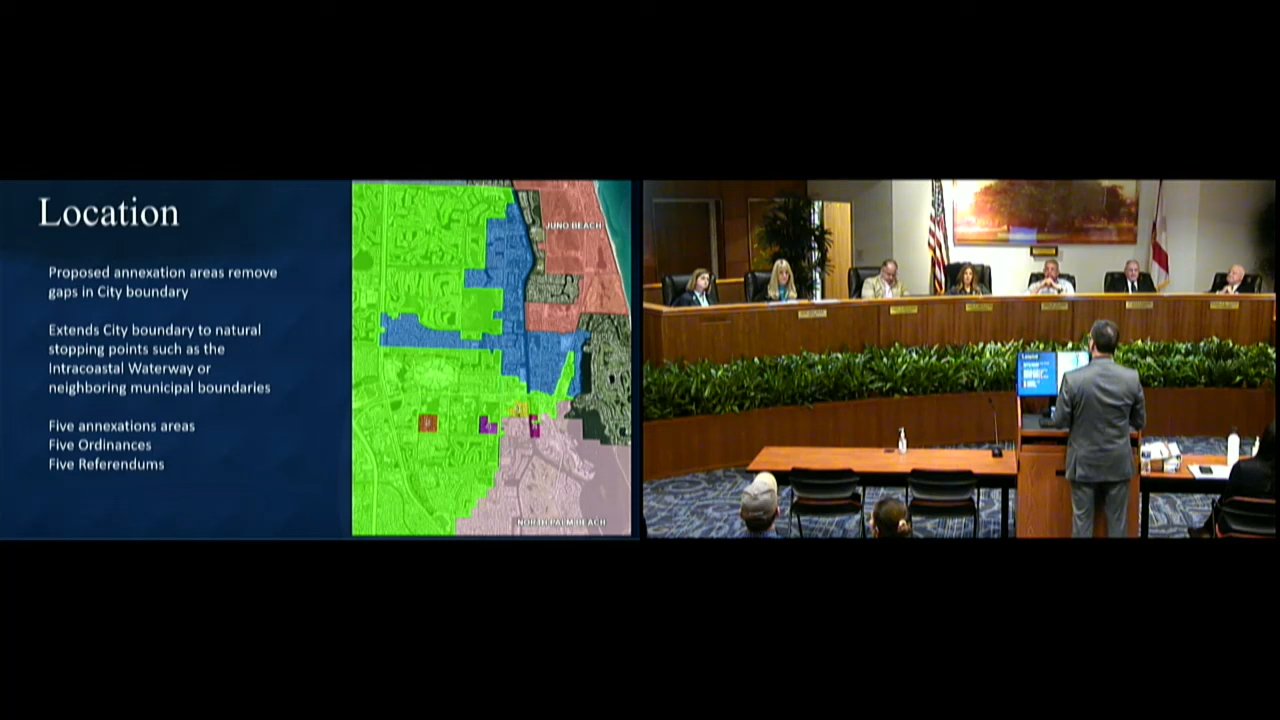 Location
Proposed annexation areas remove
gaps in City boundary
Extends City boundary to natural
stopping points such as the
Intracoastal Waterway or
neighboring municipal boundaries
Five annexations areas
Five Ordinances
Five Referendums
JUNO BEACH
NORTH PALM BEACH